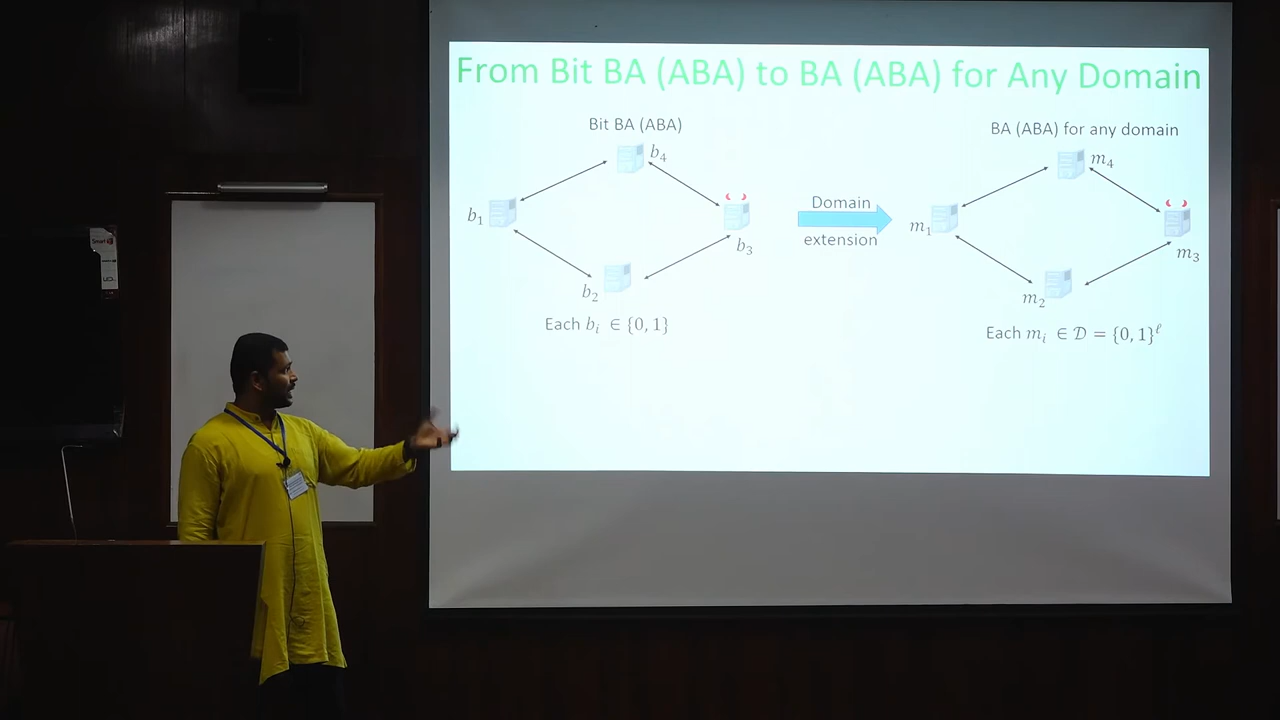 From Bit BA (ABA) to BA (ABA) for Any Domain
Bit BA (ABA)
b₄
b₁
b₃
b₂
Each bᵢ ∈ {0, 1}
Domain
extension
BA (ABA) for any domain
m₄
m₁
m₃
m₂
Each mᵢ ∈ 𝒟 = {0, 1}^ℓ
Smart